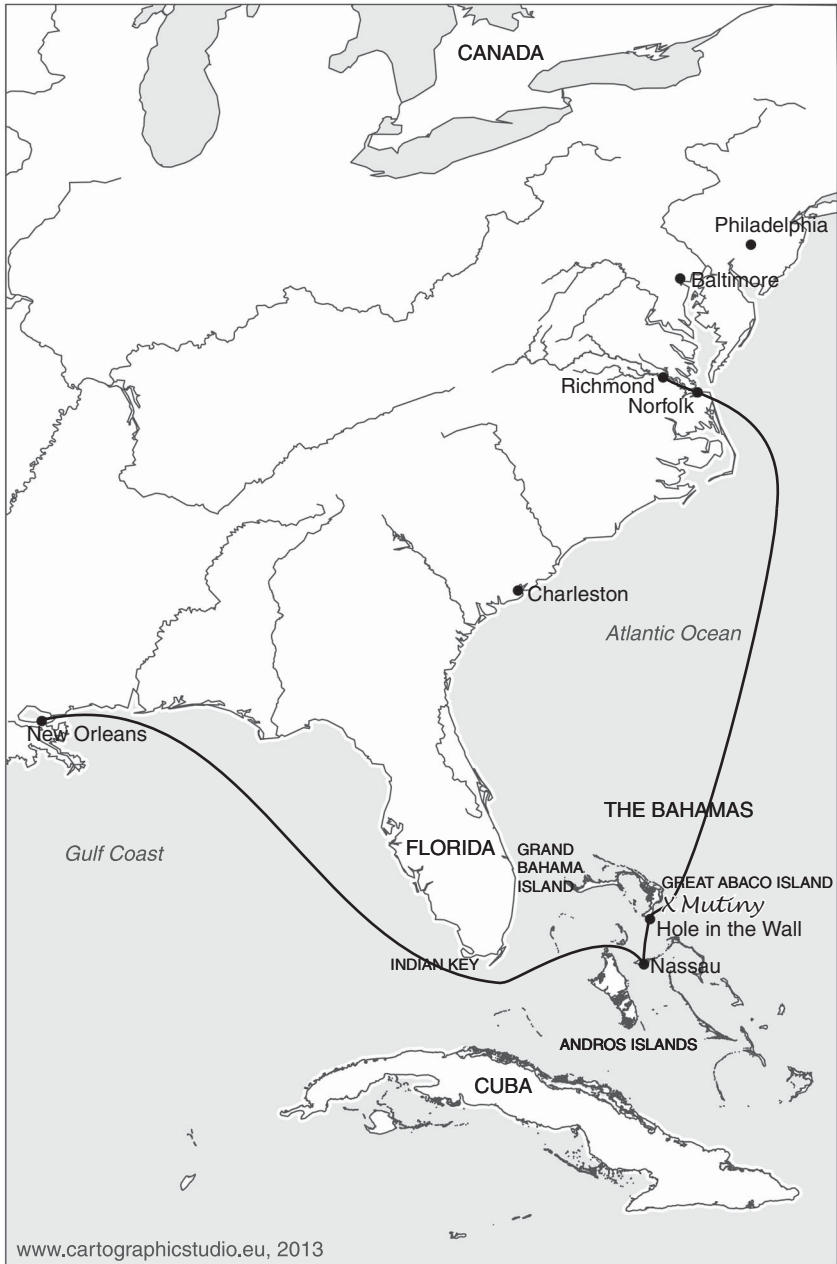 CANADA
Philadelphia
Baltimore
Richmond
Norfolk
Charleston
Atlantic Ocean
New Orleans
THE BAHAMAS
Gulf Coast
FLORIDA
GRAND
BAHAMA
ISLAND
GREAT ABACO ISLAND
X Mutiny
Hole in the Wall
INDIAN KEY
Nassau
ANDROS ISLANDS
CUBA
www.cartographicstudio.eu, 2013